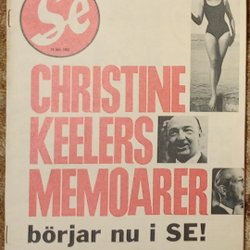 Se
CHRISTINE
KEELERS
MEMOARER
börjar nu i SE!